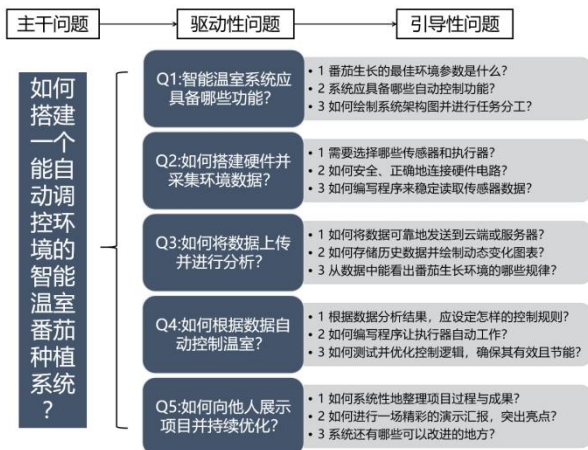 主干问题
驱动性问题
引导性问题
如何
搭建
一个
能自
动调
控环
境的
智能
温室
番茄
种植
系统
?
Q1:智能温室系统应
具备哪些功能?
• 1 番茄生长的最佳环境参数是什么?
• 2 系统应具备哪些自动控制功能?
• 3 如何绘制系统架构图并进行任务分工?
Q2:如何搭建硬件并
采集环境数据?
• 1 需要选择哪些传感器和执行器?
• 2 如何安全、正确地连接硬件电路?
• 3 如何编写程序来稳定读取传感器数据?
Q3:如何将数据上传
并进行分析?
• 1 如何将数据可靠地发送到云端或服务器?
• 2 如何存储历史数据并绘制动态变化图表?
• 3 从数据中能看出番茄生长环境的哪些规律?
Q4:如何根据数据自
动控制温室?
• 1 根据数据分析结果，应设定怎样的控制规则?
• 2 如何编写程序让执行器自动工作?
• 3 如何测试并优化控制逻辑，确保其有效且节能?
Q5:如何向他人展示
项目并持续优化?
• 1 如何系统性地整理项目过程与成果?
• 2 如何进行一场精彩的演示汇报，突出亮点?
• 3 系统还有哪些可以改进的地方?